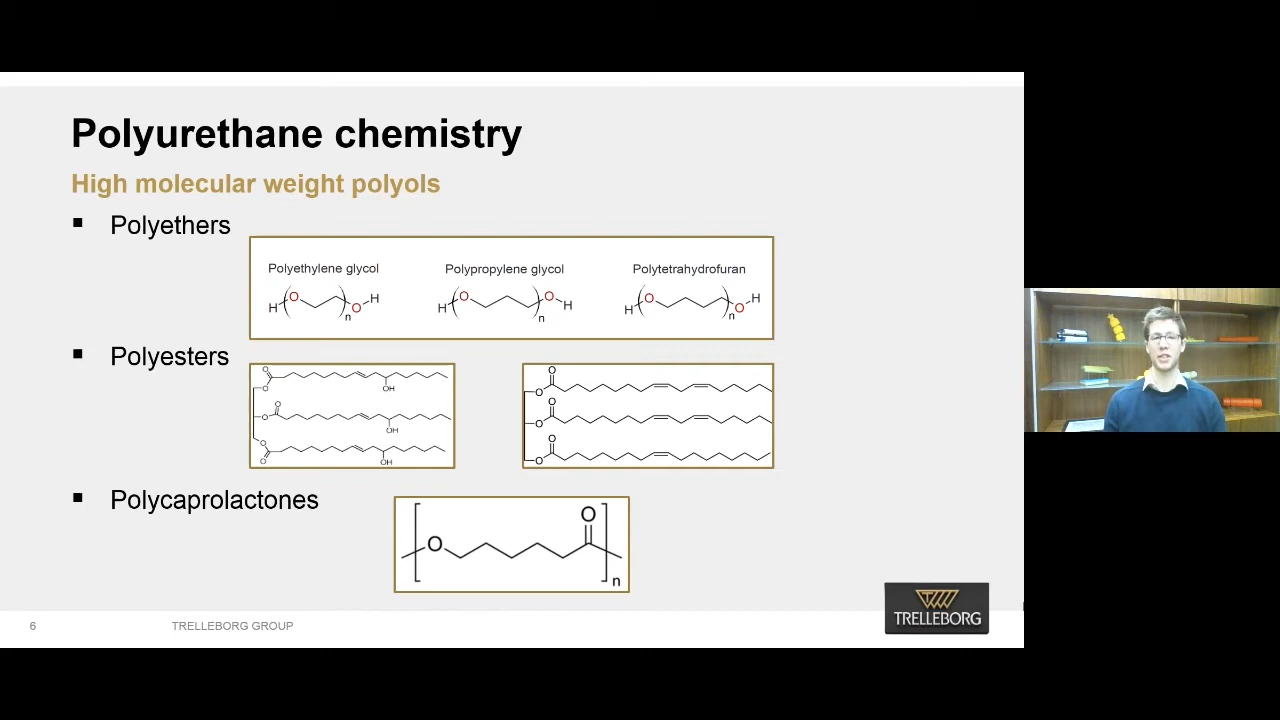 Polyurethane chemistry
High molecular weight polyols
▪ Polyethers
Polyethylene glycol Polypropylene glycol Polytetrahydrofuran
H O n O H
H O n O H
H O n O H
▪ Polyesters
O O OH
O O OH
O O OH
O O
O O
O O
▪ Polycaprolactones
O O n
6 TRELLEBORG GROUP
TRELLEBORG